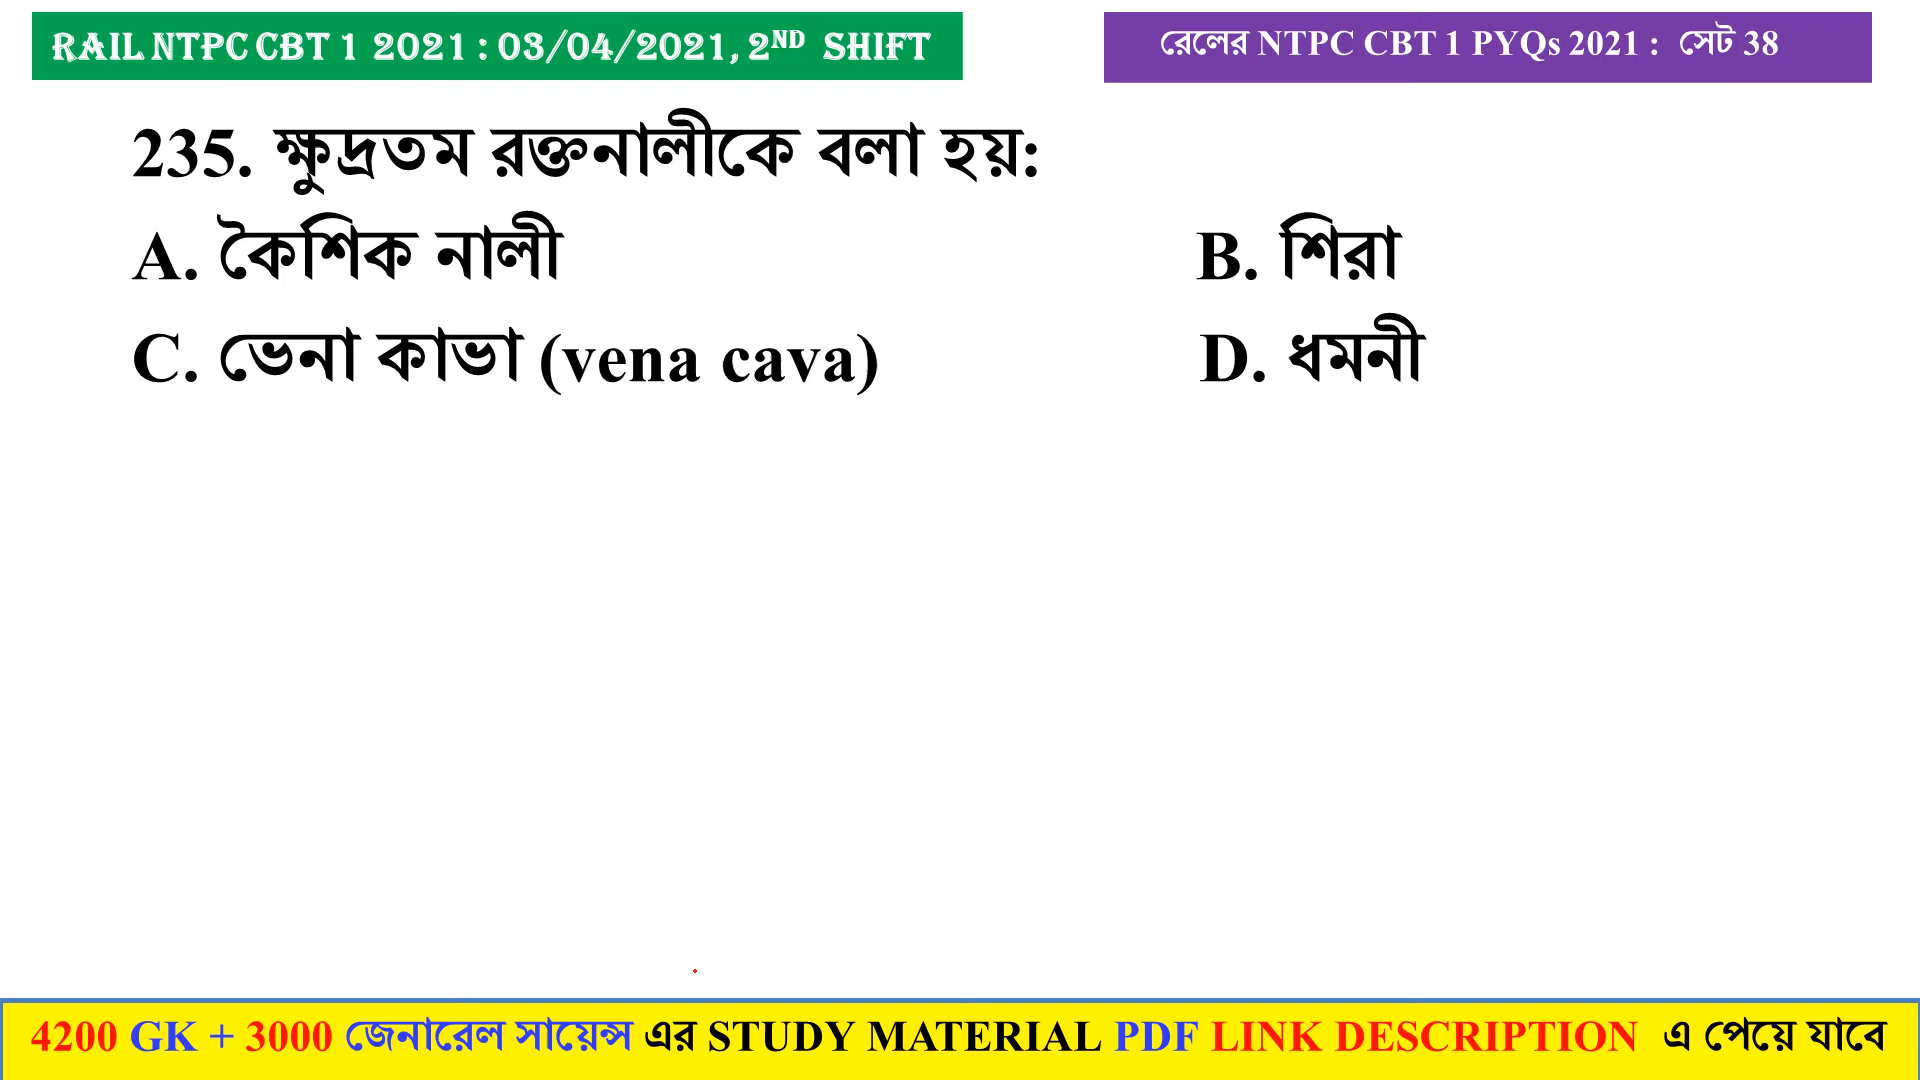 RAIL NTPC CBT 1 2021 : 03/04/2021, 2ND SHIFT
রেলের NTPC CBT 1 PYQs 2021 : সেট 38
235. ক্ষুদ্রতম রক্তনালীকে বলা হয়:
A. কৈশিক নালী B. শিরা
C. ভেনা কাভা (vena cava) D. ধমনী
4200 GK + 3000 জেনারেল সায়েন্স এর STUDY MATERIAL PDF LINK DESCRIPTION এ পেয়ে যাবে